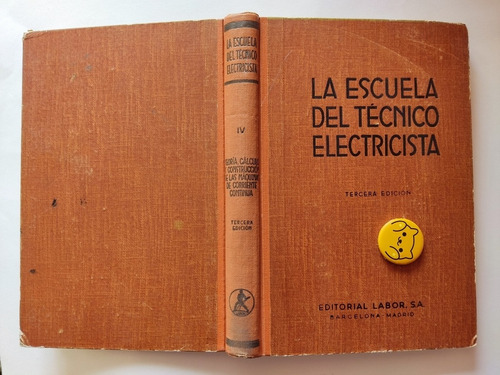 LA ESCUELA
DEL TÉCNICO
ELECTRICISTA
IV
TEORÍA, CÁLCULO
Y CONSTRUCCIÓN
DE LAS MÁQUINAS
DE CORRIENTE
CONTINUA
TERCERA
EDICIÓN
LA ESCUELA
DEL TÉCNICO
ELECTRICISTA
TERCERA EDICIÓN
EDITORIAL LABOR, S.A.
BARCELONA-MADRID